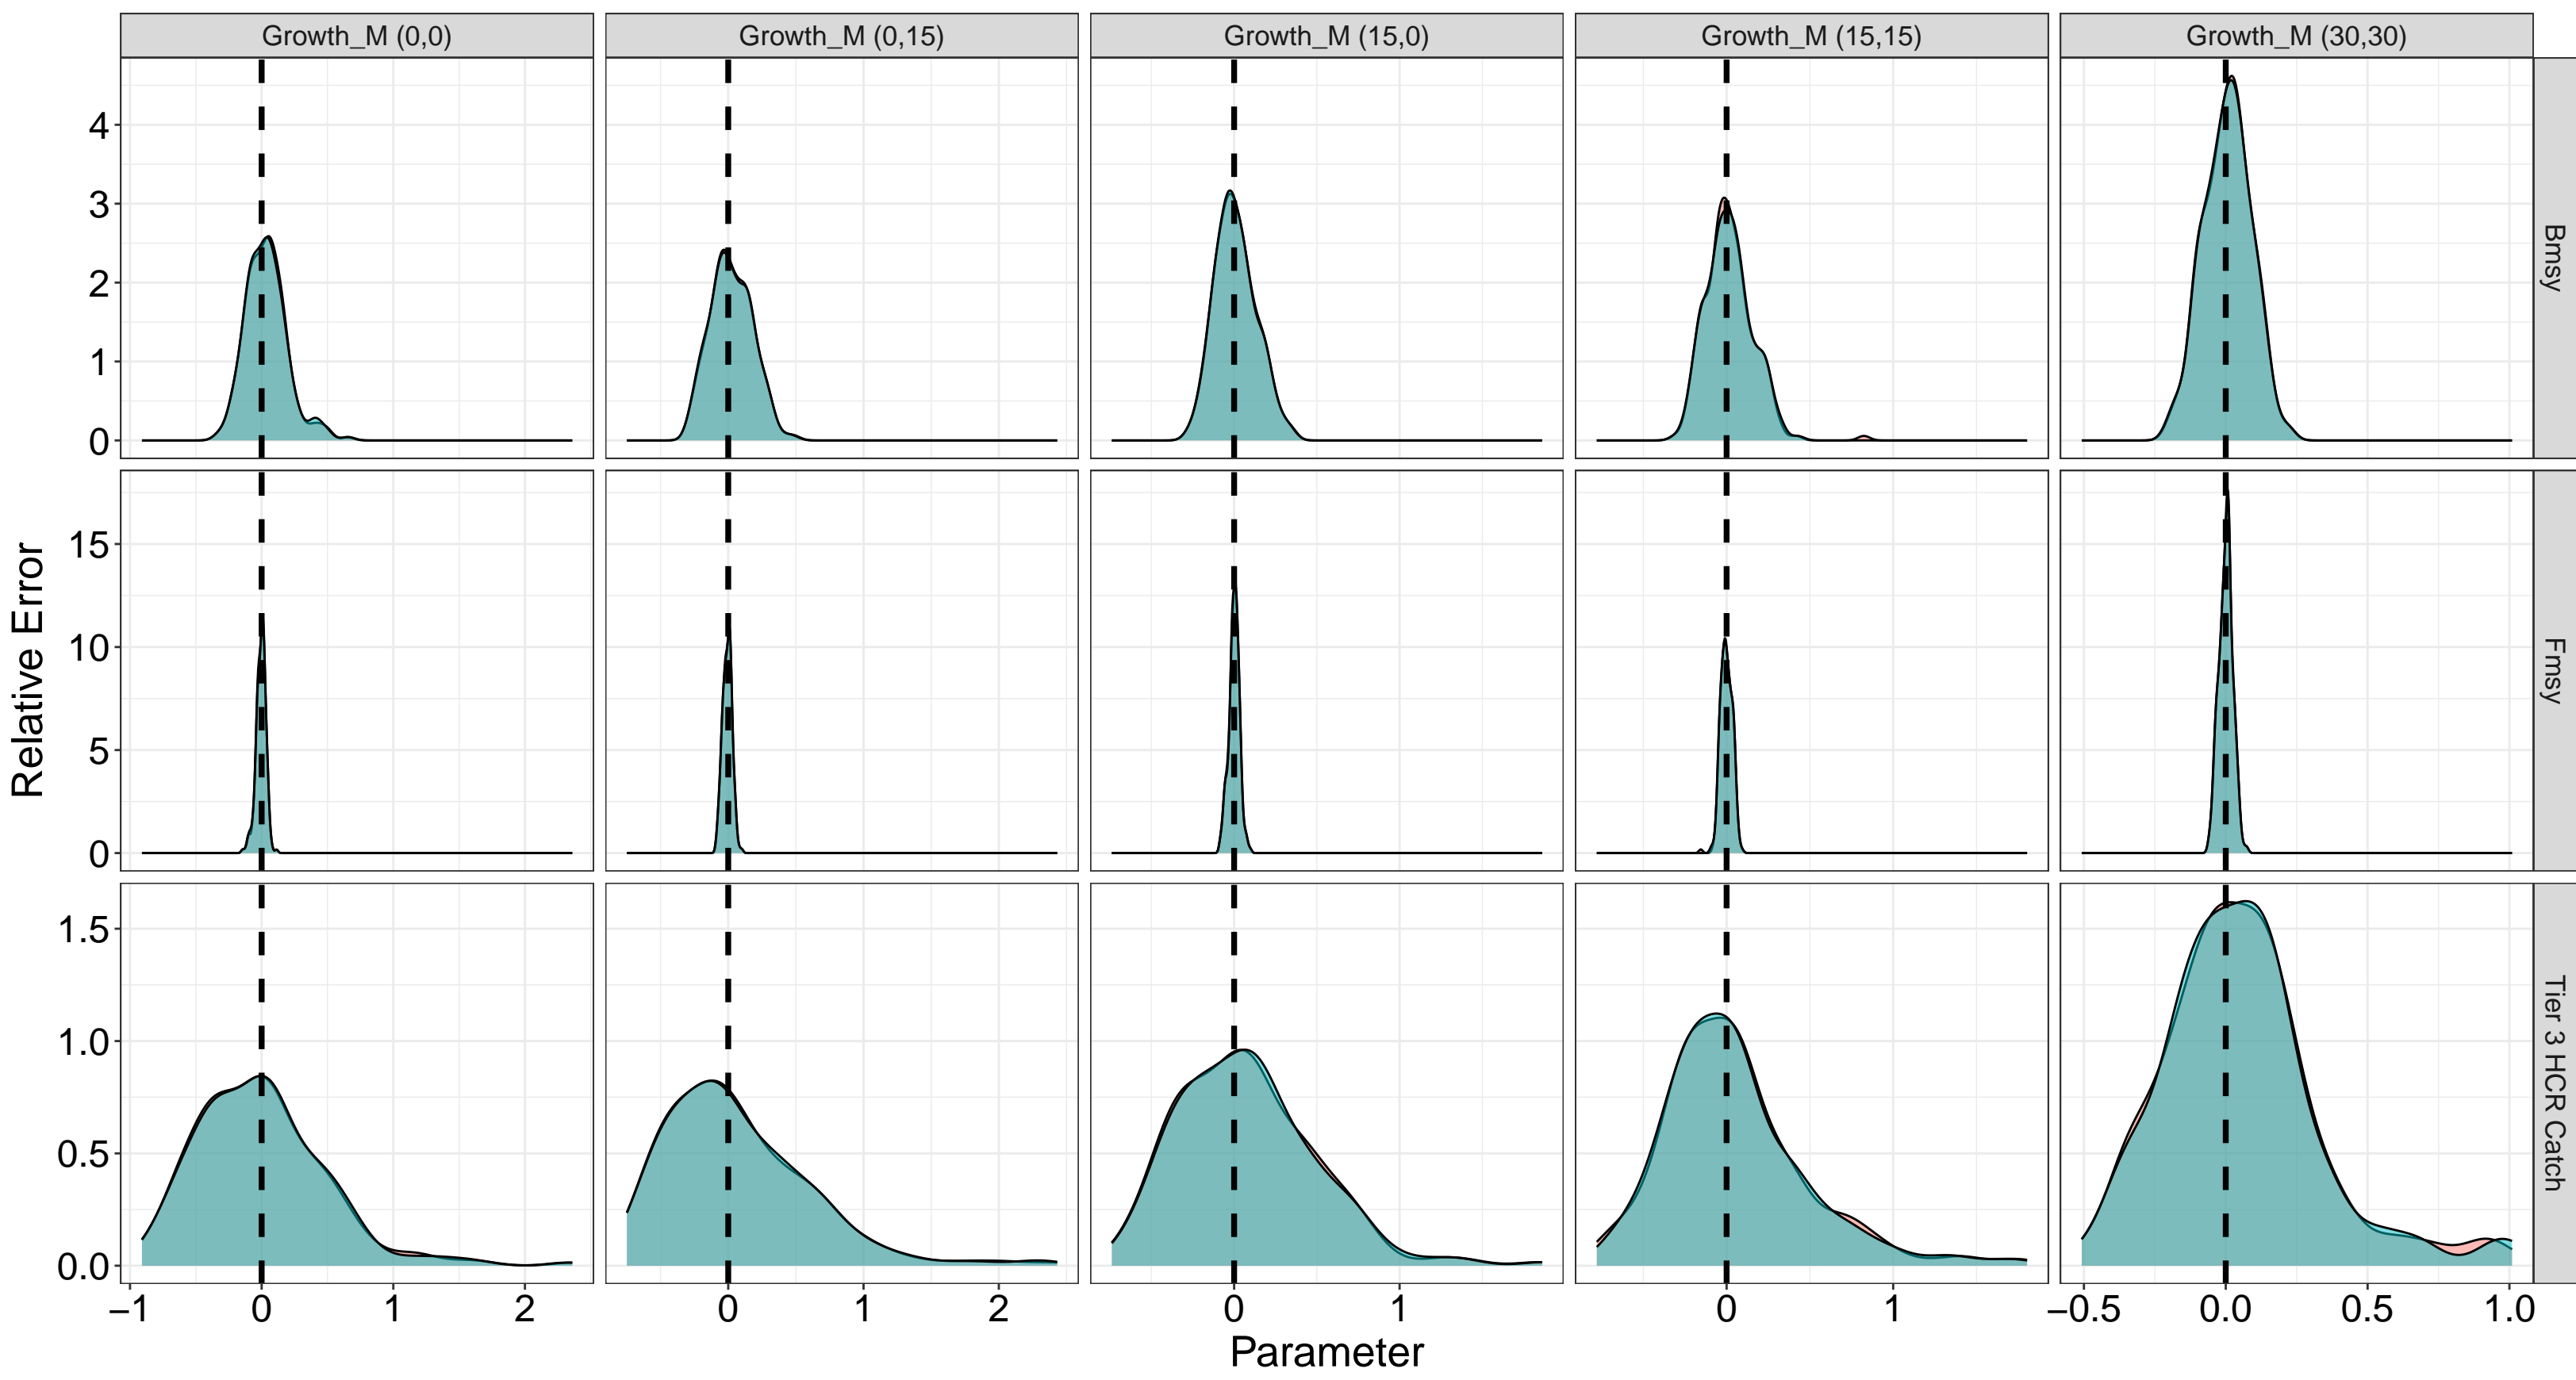 Growth_M (0,0) Growth_M (0,15) Growth_M (15,0) Growth_M (15,15) Growth_M (30,30)
4
3
2
1
0
Bmsy
15
10
5
0
Fmsy
1.5
1.0
0.5
0.0
Tier 3 HCR Catch
Relative Error
−1 0 1 2 0 1 2 0 1 0 1 −0.5 0.0 0.5 1.0
Parameter